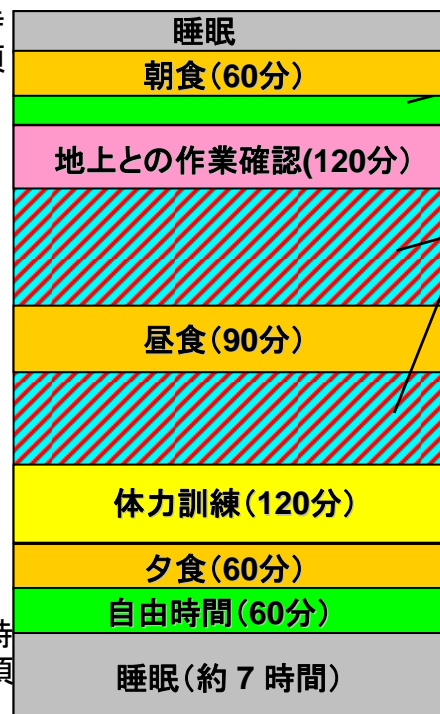 睡眠
朝食（60分）
地上との作業確認(120分）
昼食（90分）
体力訓練（120分）
夕食（60分）
自由時間（60分）
時
頃
睡眠（約 7 時間）